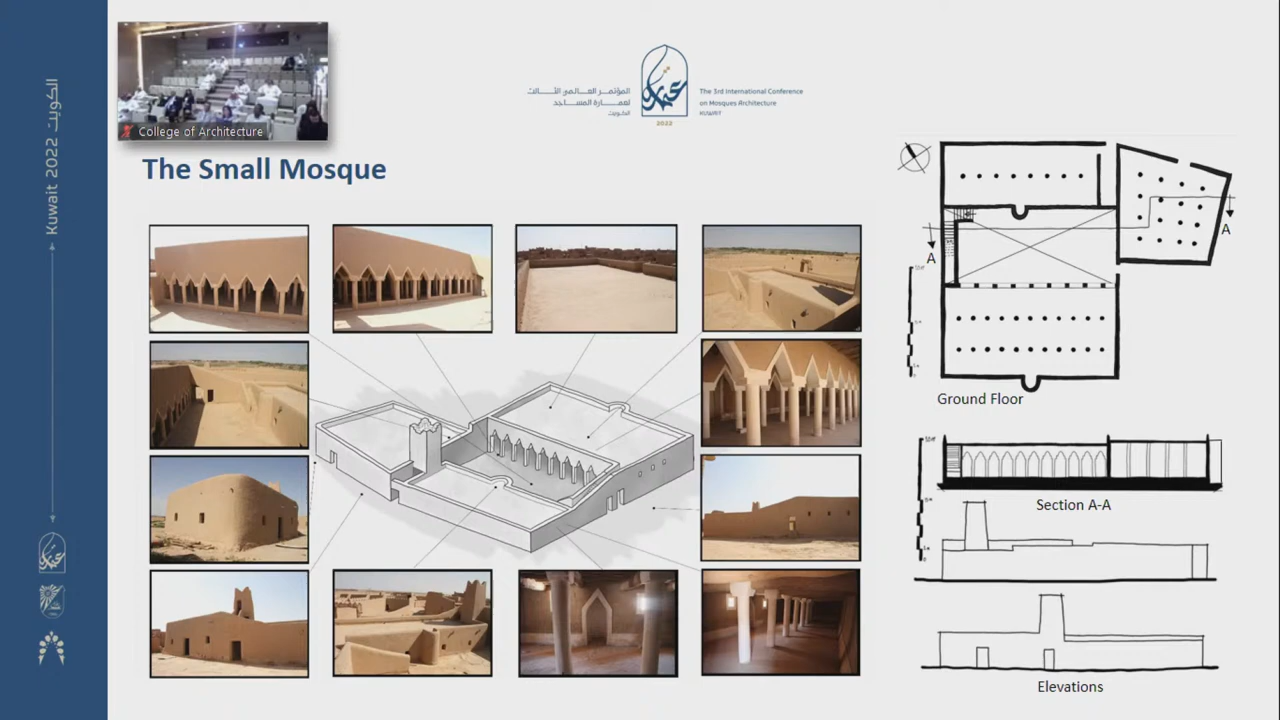 الكويت Kuwait 2022
College of Architecture
المؤتمر العالمي الثالث
لعمارة المساجد
الكويت
2022
The 3rd International Conference
on Mosques Architecture
KUWAIT
The Small Mosque
A
A
Ground Floor
Section A-A
Elevations